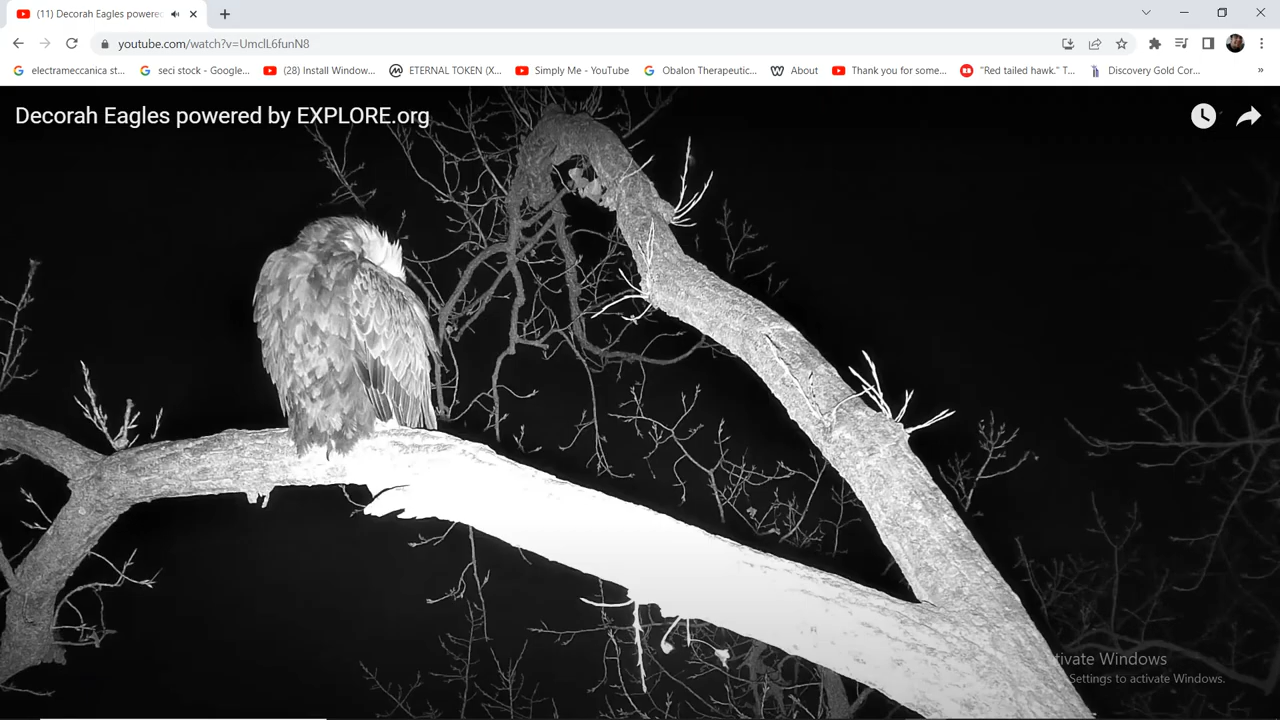 (11) Decorah Eagles powered
youtube.com/watch?v=UmclL6funN8
electrameccanica st...
seci stock - Google...
(28) Install Window...
ETERNAL TOKEN (X...
Simply Me - YouTube
Obalon Therapeutic...
About
Thank you for some...
"Red tailed hawk." T...
Discovery Gold Cor...
»
Decorah Eagles powered by EXPLORE.org
tivate Windows
Settings to activate Windows.